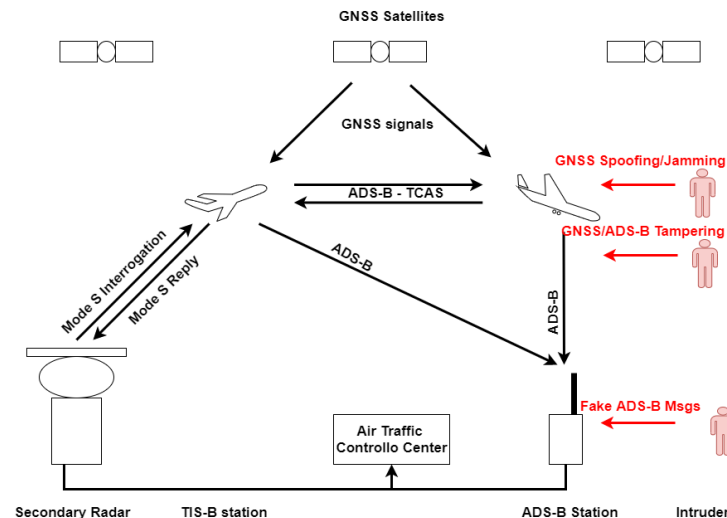 GNSS Satellites
GNSS signals
GNSS Spoofing/Jamming
ADS-B - TCAS
GNSS/ADS-B Tampering
Mode S Interrogation
Mode S Reply
ADS-B
ADS-B
Fake ADS-B Msgs
Air Traffic
Controllo Center
Secondary Radar
TIS-B station
ADS-B Station
Intruder